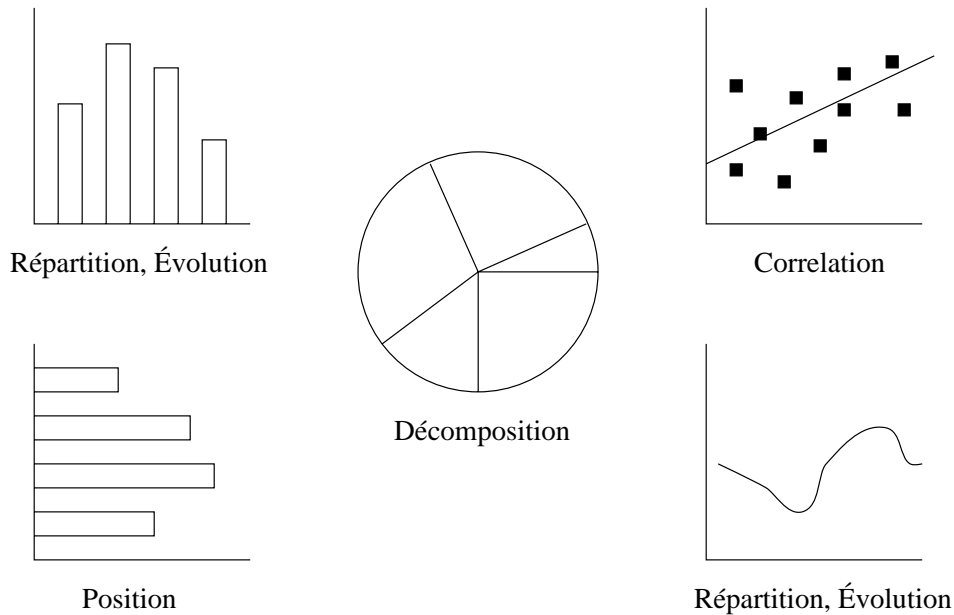 Répartition, Évolution
Correlation
Décomposition
Position
Répartition, Évolution